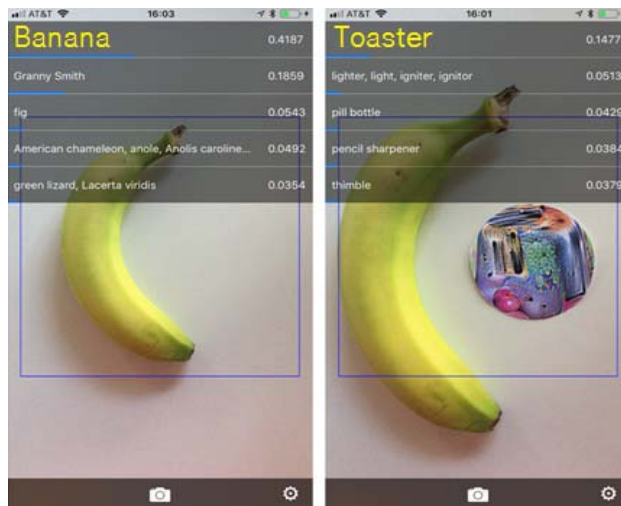 AT&T 16:03
Banana 0.4187
Granny Smith 0.1859
fig 0.0543
American chameleon, anole, Anolis caroline... 0.0492
green lizard, Lacerta viridis 0.0354
AT&T 16:01
Toaster 0.1477
lighter, light, igniter, ignitor 0.0513
pill bottle 0.0429
pencil sharpener 0.0384
thimble 0.0379